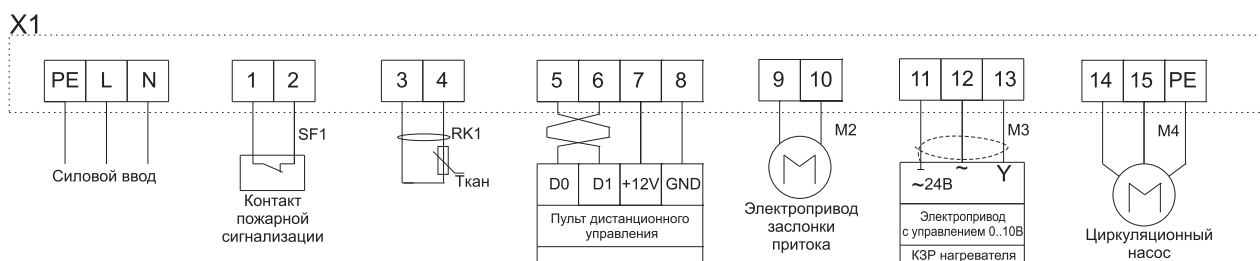 X1
PE L N 1 2 3 4 5 6 7 8 9 10 11 12 13 14 15 PE
SF1 RK1 M2 M3 M4
Силовой ввод
Контакт
пожарной
сигнализации
Tкан
D0 D1 +12V GND
Пульт дистанционного
управления
M
Электропривод
заслонки
притока
~24В ~ Y
Электропривод
с управлением 0..10В
КЗР нагревателя
M
Циркуляционный
насос